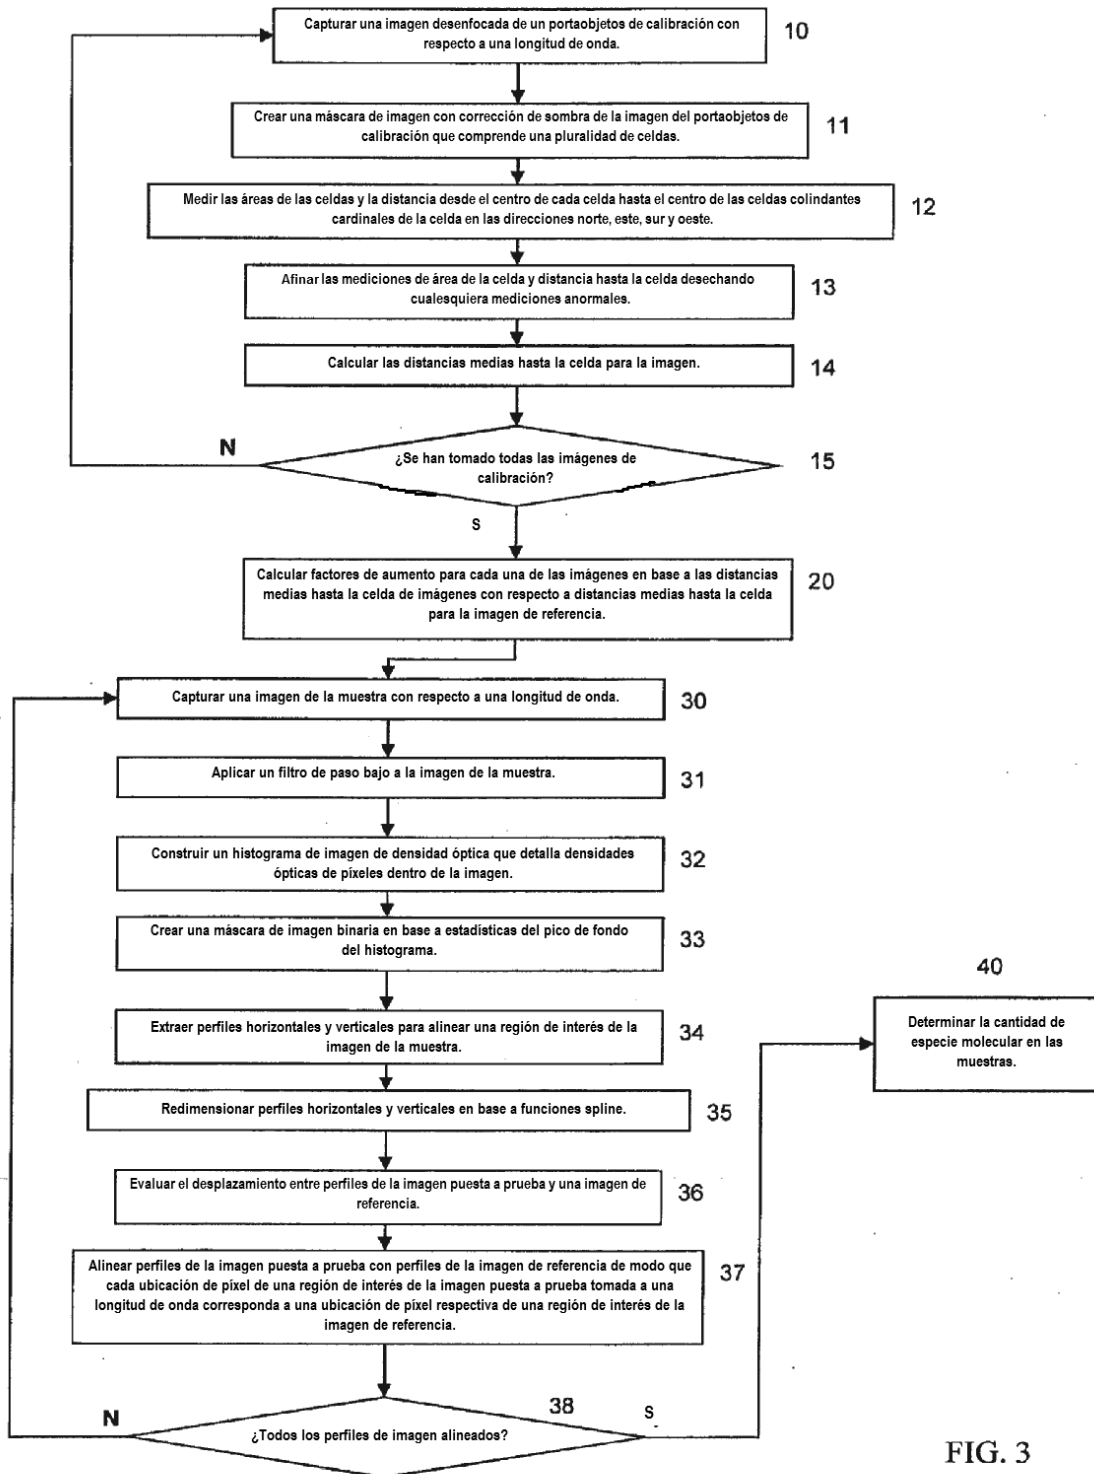 Capturar una imagen desenfocada de un portaobjetos de calibración con
respecto a una longitud de onda.
10
Crear una máscara de imagen con corrección de sombra de la imagen del portaobjetos de
calibración que comprende una pluralidad de celdas.
11
Medir las áreas de las celdas y la distancia desde el centro de cada celda hasta el centro de las celdas colindantes
cardinales de la celda en las direcciones norte, este, sur y oeste.
12
Afinar las mediciones de área de la celda y distancia hasta la celda desechando
cualesquiera mediciones anormales.
13
Calcular las distancias medias hasta la celda para la imagen.
14
N
¿Se han tomado todas las imágenes de
calibración?
15
S
Calcular factores de aumento para cada una de las imágenes en base a las distancias
medias hasta la celda de imágenes con respecto a distancias medias hasta la celda
para la imagen de referencia.
20
Capturar una imagen de la muestra con respecto a una longitud de onda.
30
Aplicar un filtro de paso bajo a la imagen de la muestra.
31
Construir un histograma de imagen de densidad óptica que detalla densidades
ópticas de píxeles dentro de la imagen.
32
Crear una máscara de imagen binaria en base a estadísticas del pico de fondo
del histograma.
33
Extraer perfiles horizontales y verticales para alinear una región de interés de la
imagen de la muestra.
34
Redimensionar perfiles horizontales y verticales en base a funciones spline.
35
Evaluar el desplazamiento entre perfiles de la imagen puesta a prueba y una imagen de
referencia.
36
Alinear perfiles de la imagen puesta a prueba con perfiles de la imagen de referencia de modo que
cada ubicación de píxel de una región de interés de la imagen puesta a prueba tomada a una
longitud de onda corresponda a una ubicación de píxel respectiva de una región de interés de la
imagen de referencia.
37
N
¿Todos los perfiles de imagen alineados?
38
S
40
Determinar la cantidad de
especie molecular en las
muestras.
FIG. 3